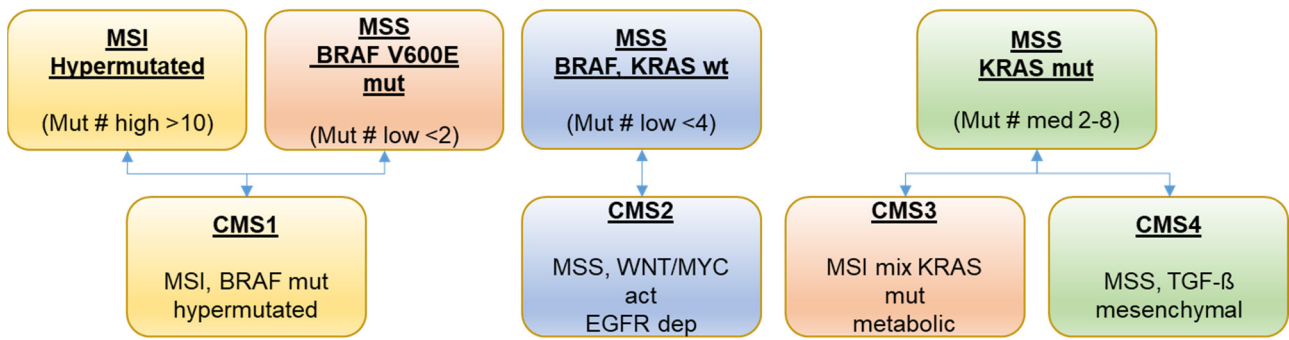 MSI
Hypermutated
(Mut # high >10)
MSS
BRAF V600E
mut
(Mut # low <2)
MSS
BRAF, KRAS wt
(Mut # low <4)
MSS
KRAS mut
(Mut # med 2-8)
CMS1
MSI, BRAF mut
hypermutated
CMS2
MSS, WNT/MYC
act
EGFR dep
CMS3
MSI mix KRAS
mut
metabolic
CMS4
MSS, TGF-ß
mesenchymal